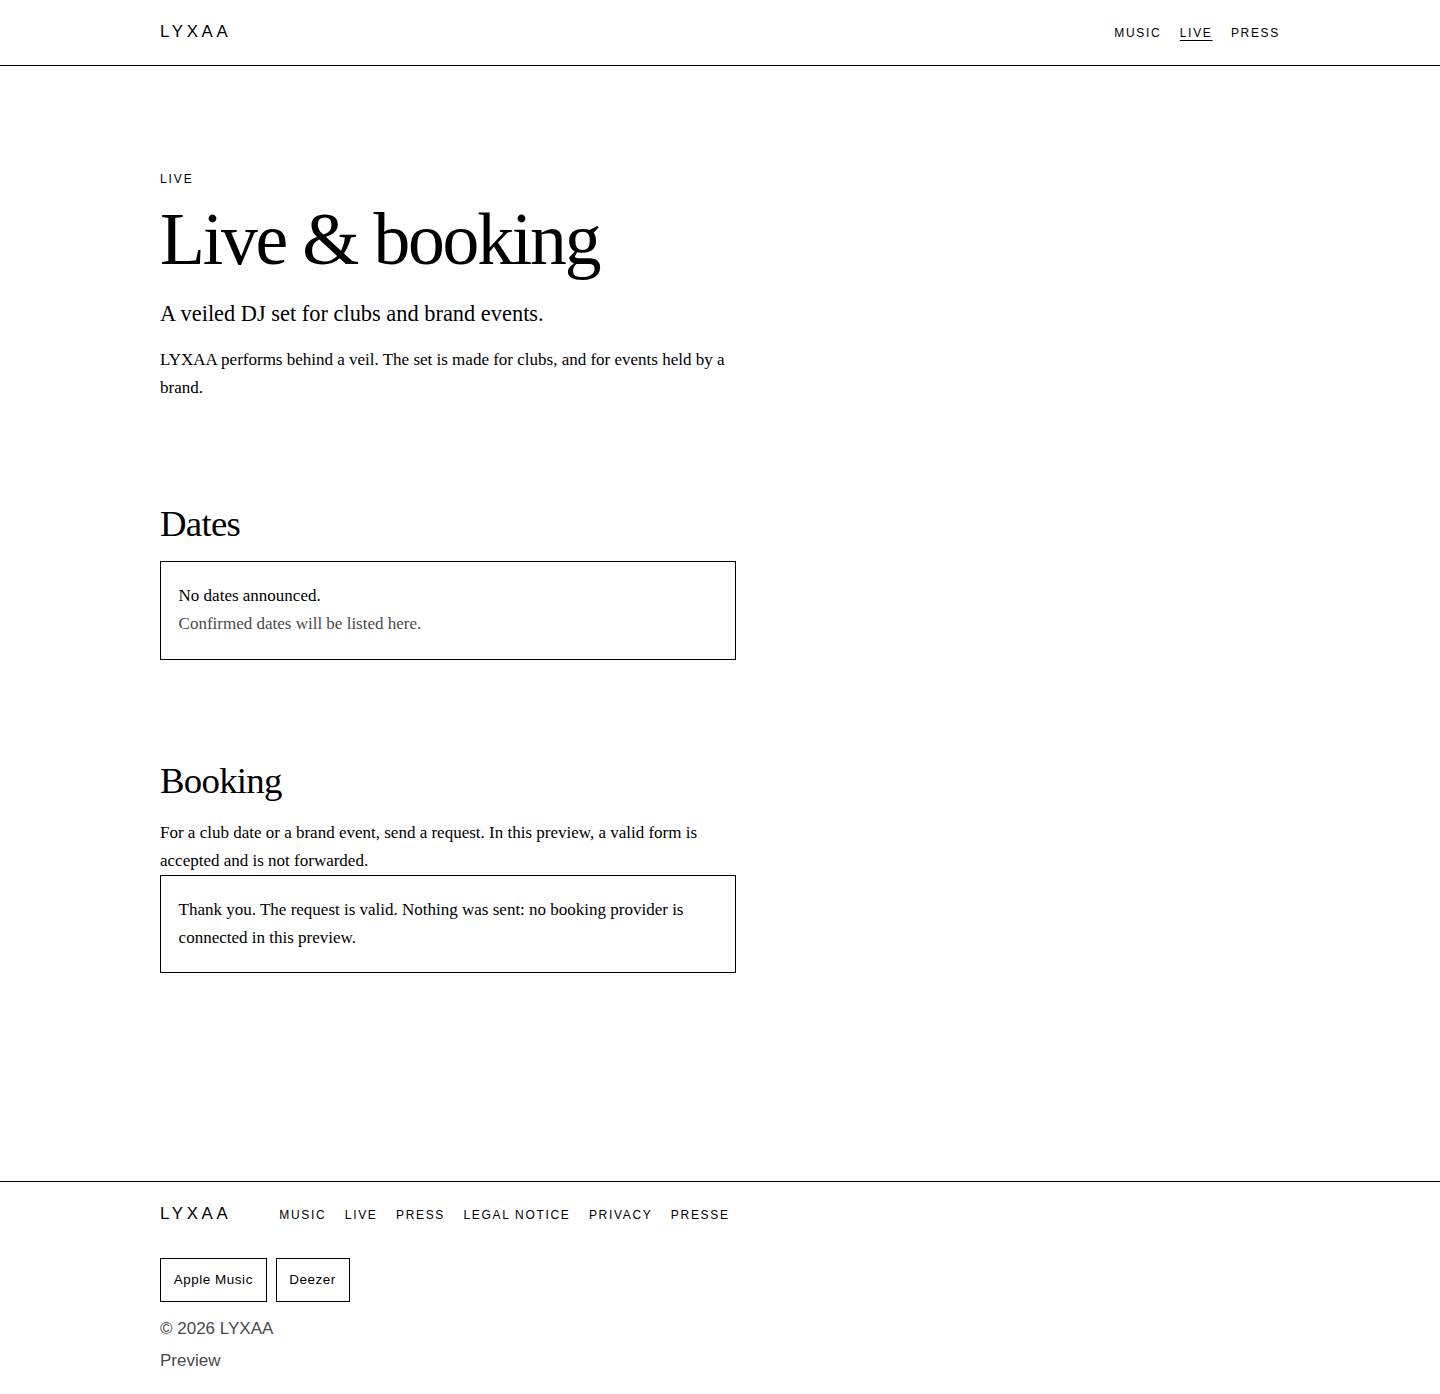 LYXAA
MUSIC LIVE PRESS
LIVE
Live & booking
A veiled DJ set for clubs and brand events.
LYXAA performs behind a veil. The set is made for clubs, and for events held by a
brand.
Dates
No dates announced.
Confirmed dates will be listed here.
Booking
For a club date or a brand event, send a request. In this preview, a valid form is
accepted and is not forwarded.
Thank you. The request is valid. Nothing was sent: no booking provider is
connected in this preview.
LYXAA MUSIC LIVE PRESS LEGAL NOTICE PRIVACY PRESSE
Apple Music Deezer
© 2026 LYXAA
Preview